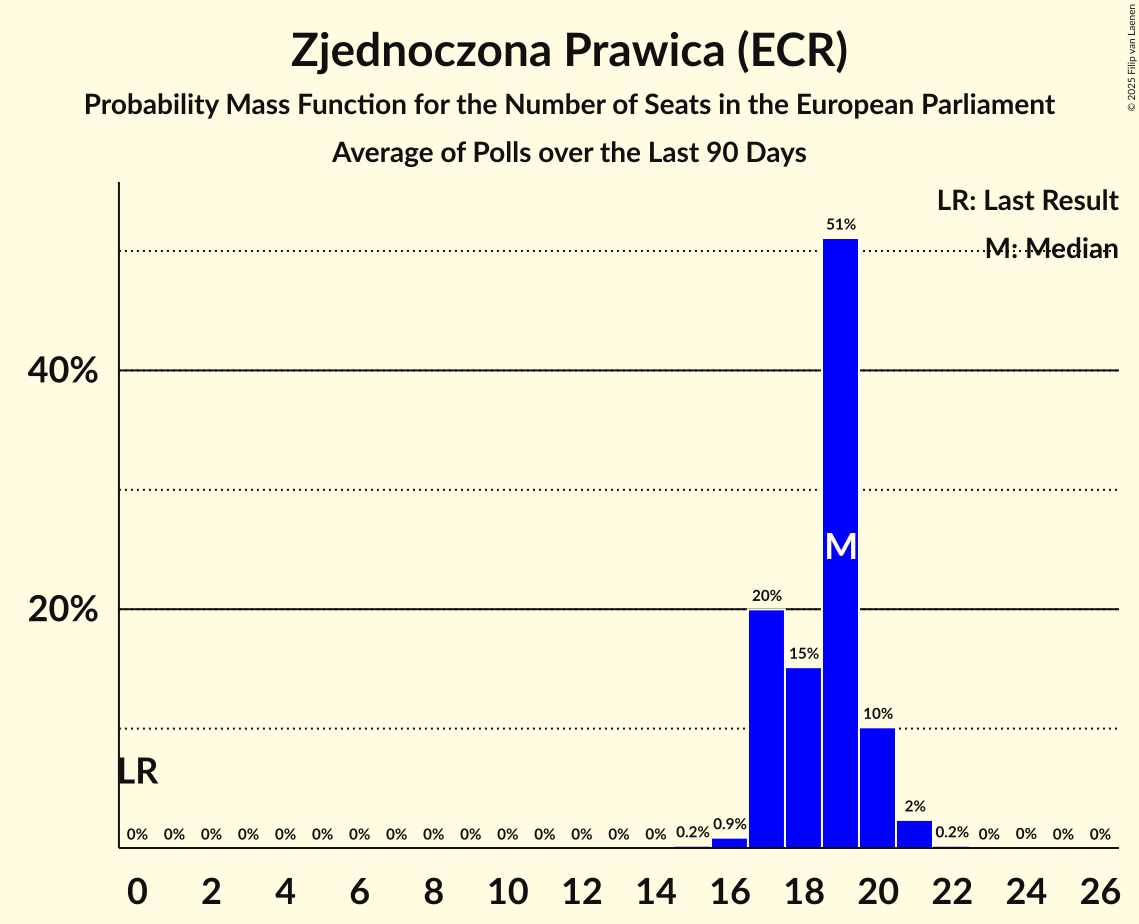 Zjednoczona Prawica (ECR)
Probability Mass Function for the Number of Seats in the European Parliament
Average of Polls over the Last 90 Days
© 2025 Filip van Laenen
LR: Last Result
M: Median
51%
40%
M
20%
20%
15%
10%
LR
2%
0% 0% 0% 0% 0% 0% 0% 0% 0% 0% 0% 0% 0% 0% 0% 0.2% 0.9% 0.2% 0% 0% 0% 0%
0 2 4 6 8 10 12 14 16 18 20 22 24 26